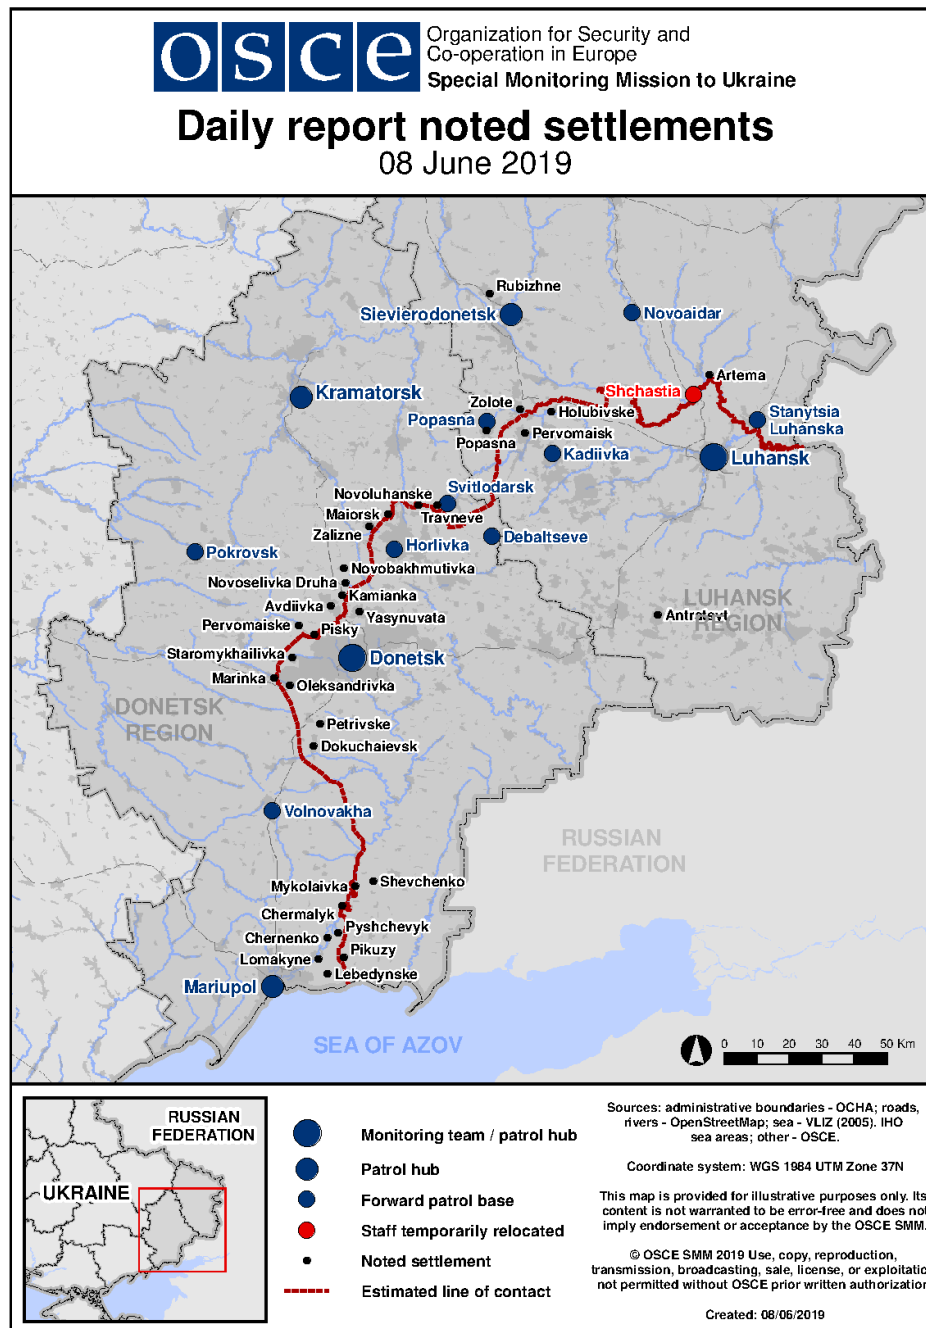 osce
Organization for Security and
Co-operation in Europe
Special Monitoring Mission to Ukraine
Daily report noted settlements
08 June 2019
Rubizhne
Sievierodonetsk
Novoaidar
Artema
Shchastia
Kramatorsk
Zolote
Holubivske
Stanytsia
Luhanska
Popasna
Popasna
Pervomaisk
Kadiivka
Luhansk
Svitlodarsk
Novoluhanske
Maiorsk
Travneve
Zalizne
Debaltseve
Horlivka
Pokrovsk
Novobakhmutivka
Novoselivka Druha
Kamianka
Avdiivka
Yasynuvata
LUHANSK
REGION
Antratsyt
Pervomaiske
Pisky
Staromykhailivka
Donetsk
Marinka
Oleksandrivka
DONETSK
REGION
Petrivske
Dokuchaievsk
Volnovakha
RUSSIAN
FEDERATION
Mykolaivka
Shevchenko
Chermalyk
Pyshchevyk
Chernenko
Pikuzy
Lomakyne
Lebedynske
Mariupol
SEA OF AZOV
0 10 20 30 40 50 Km
RUSSIAN
FEDERATION
UKRAINE
Monitoring team / patrol hub
Patrol hub
Forward patrol base
Staff temporarily relocated
Noted settlement
Estimated line of contact
Sources: administrative boundaries - OCHA; roads,
rivers - OpenStreetMap; sea - VLIZ (2005). IHO
sea areas; other - OSCE.
Coordinate system: WGS 1984 UTM Zone 37N
This map is provided for illustrative purposes only. Its
content is not warranted to be error-free and does not
imply endorsement or acceptance by the OSCE SMM.
© OSCE SMM 2019 Use, copy, reproduction,
transmission, broadcasting, sale, license, or exploitatio
not permitted without OSCE prior written authorization
Created: 08/06/2019